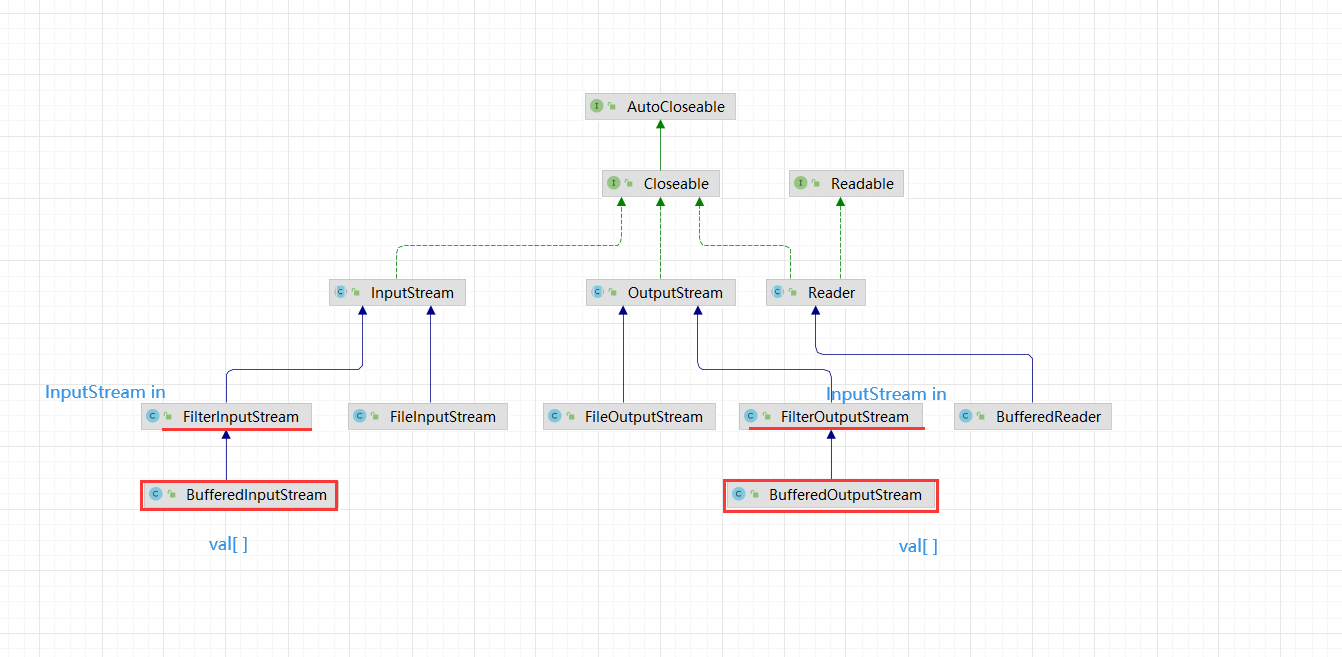 AutoCloseable
Closeable
Readable
InputStream
OutputStream
Reader
InputStream in
InputStream in
FilterInputStream
FileInputStream
FileOutputStream
FilterOutputStream
BufferedReader
BufferedInputStream
BufferedOutputStream
val[ ]
val[ ]